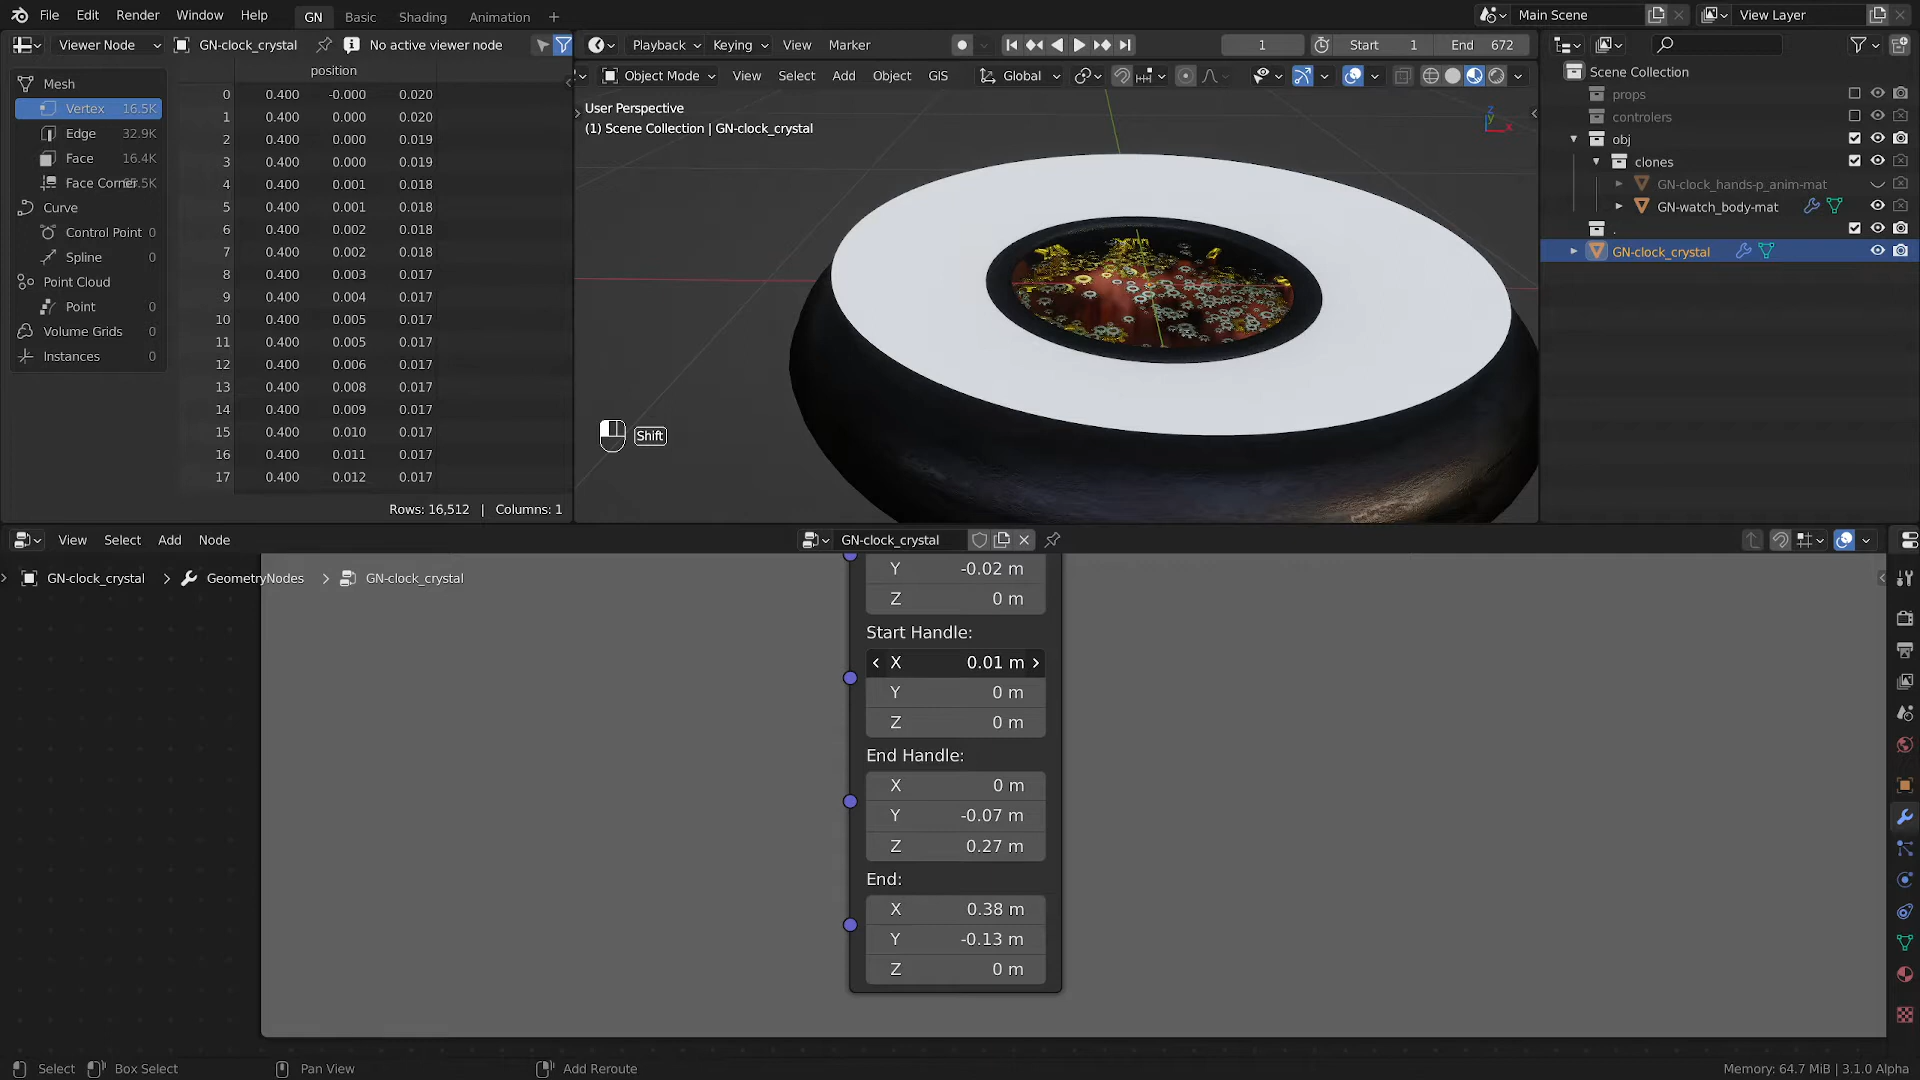 File Edit Render Window Help GN Basic Shading Animation + Main Scene View Layer
Viewer Node GN-clock_crystal No active viewer node Playback Keying View Marker 1 Start 1 End 672
position
Object Mode View Select Add Object GIS Global
Mesh
Vertex 16.5K
Edge 32.9K
Face 16.4K
Face Corner
Curve
Control Point 0
Spline 0
Point Cloud
Point 0
Volume Grids 0
Instances 0
0 0.400 -0.000 0.020
1 0.400 0.000 0.020
2 0.400 0.000 0.019
3 0.400 0.000 0.019
4 0.400 0.001 0.018
5 0.400 0.001 0.018
6 0.400 0.002 0.018
7 0.400 0.002 0.018
8 0.400 0.003 0.017
9 0.400 0.004 0.017
10 0.400 0.005 0.017
11 0.400 0.005 0.017
12 0.400 0.006 0.017
13 0.400 0.008 0.017
14 0.400 0.009 0.017
15 0.400 0.010 0.017
16 0.400 0.011 0.017
17 0.400 0.012 0.017
Rows: 16,512 | Columns: 1
User Perspective
(1) Scene Collection | GN-clock_crystal
Shift
Z
Y
X
Scene Collection
props
controlers
obj
clones
GN-clock_hands-p_anim-mat
GN-watch_body-mat
.
GN-clock_crystal
View Select Add Node GN-clock_crystal
GN-clock_crystal > GeometryNodes > GN-clock_crystal
Y -0.02 m
Z 0 m
Start Handle:
X 0.01 m
Y 0 m
Z 0 m
End Handle:
X 0 m
Y -0.07 m
Z 0.27 m
End:
X 0.38 m
Y -0.13 m
Z 0 m
Select Box Select Pan View Add Reroute Memory: 64.7 MiB | 3.1.0 Alpha